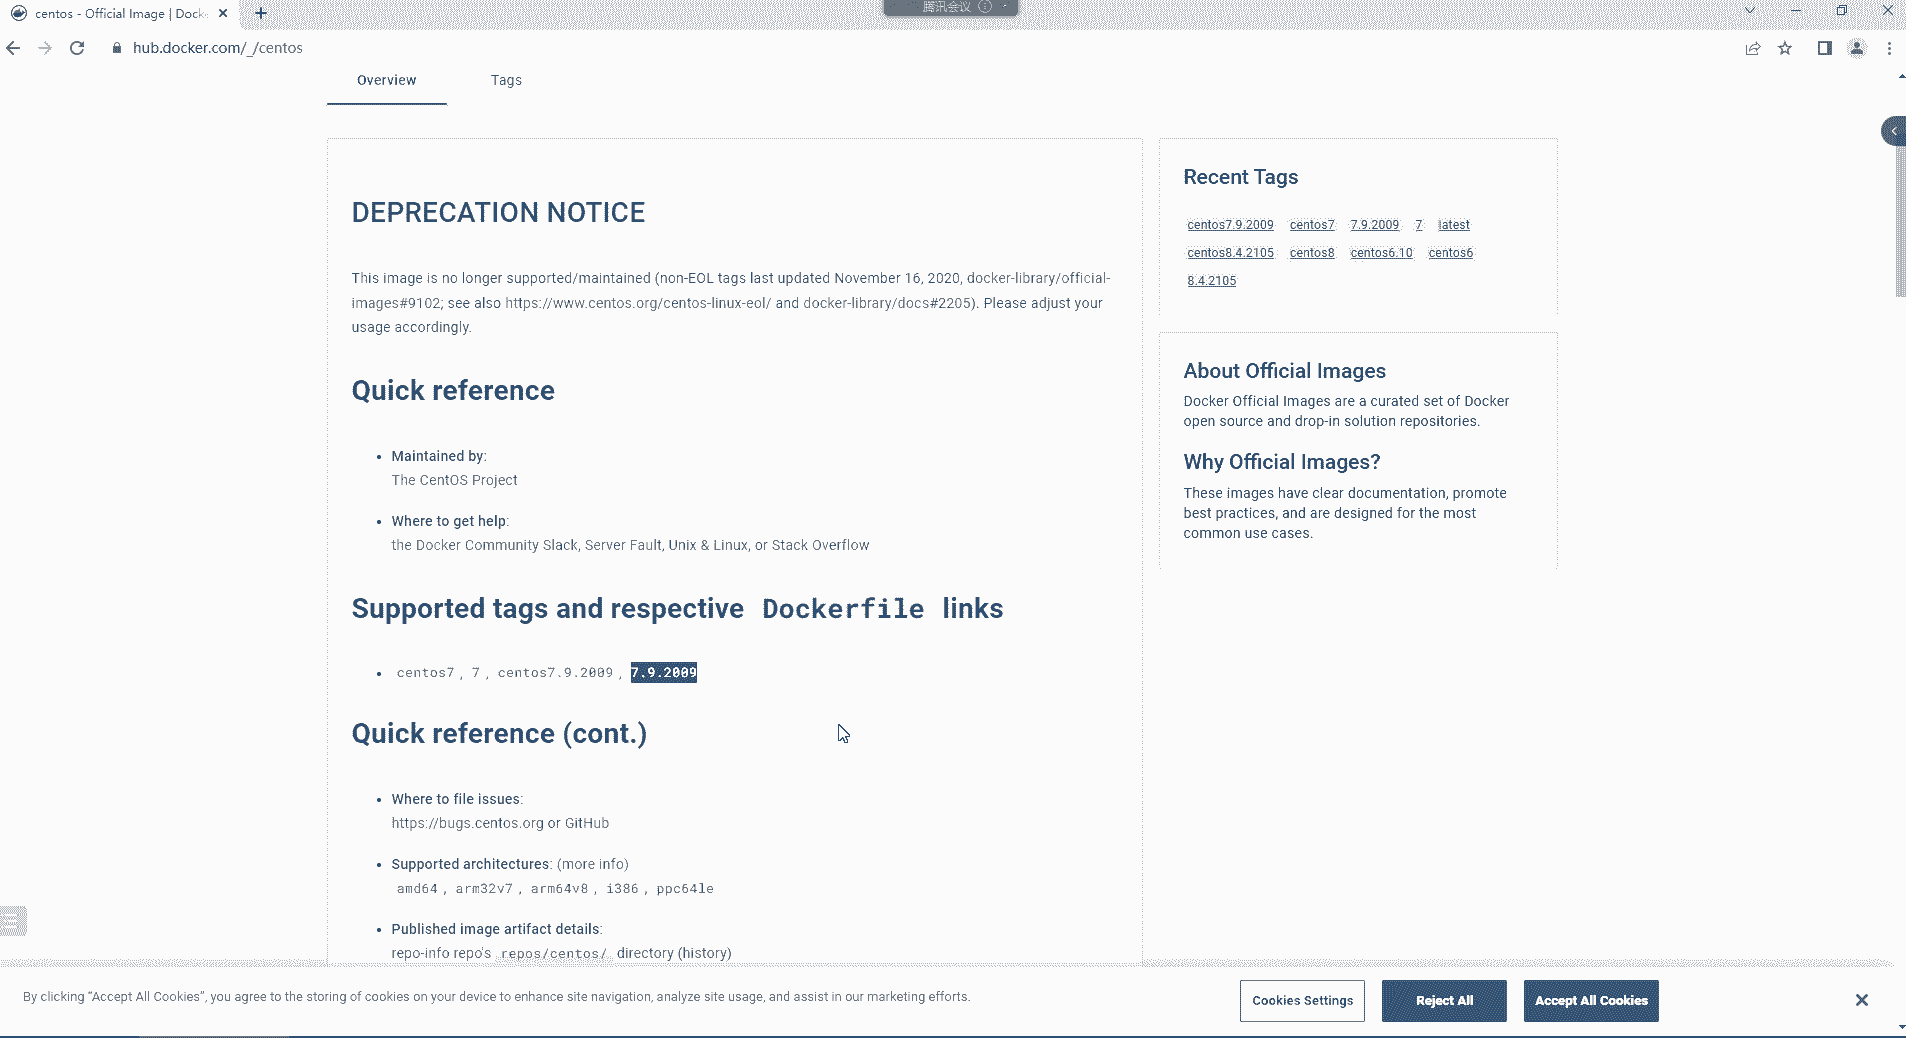 centos - Official Image | Dock
腾讯会议
hub.docker.com/_/centos
Overview
Tags
DEPRECATION NOTICE
This image is no longer supported/maintained (non-EOL tags last updated November 16, 2020, docker-library/official-
images#9102; see also https://www.centos.org/centos-linux-eol/ and docker-library/docs#2205). Please adjust your
usage accordingly.
Quick reference
• Maintained by:
The CentOS Project
• Where to get help:
the Docker Community Slack, Server Fault, Unix & Linux, or Stack Overflow
Supported tags and respective Dockerfile links
• centos7, 7, centos7.9.2009, 7.9.2009
Quick reference (cont.)
• Where to file issues:
https://bugs.centos.org or GitHub
• Supported architectures: (more info)
amd64, arm32v7, arm64v8, i386, ppc64le
• Published image artifact details:
repo-info repo's repos/centos/ directory (history)
Recent Tags
centos7.9.2009 centos7 7.9.2009 7 latest
centos8.4.2105 centos8 centos6.10 centos6
8.4.2105
About Official Images
Docker Official Images are a curated set of Docker
open source and drop-in solution repositories.
Why Official Images?
These images have clear documentation, promote
best practices, and are designed for the most
common use cases.
By clicking “Accept All Cookies”, you agree to the storing of cookies on your device to enhance site navigation, analyze site usage, and assist in our marketing efforts.
Cookies Settings
Reject All
Accept All Cookies